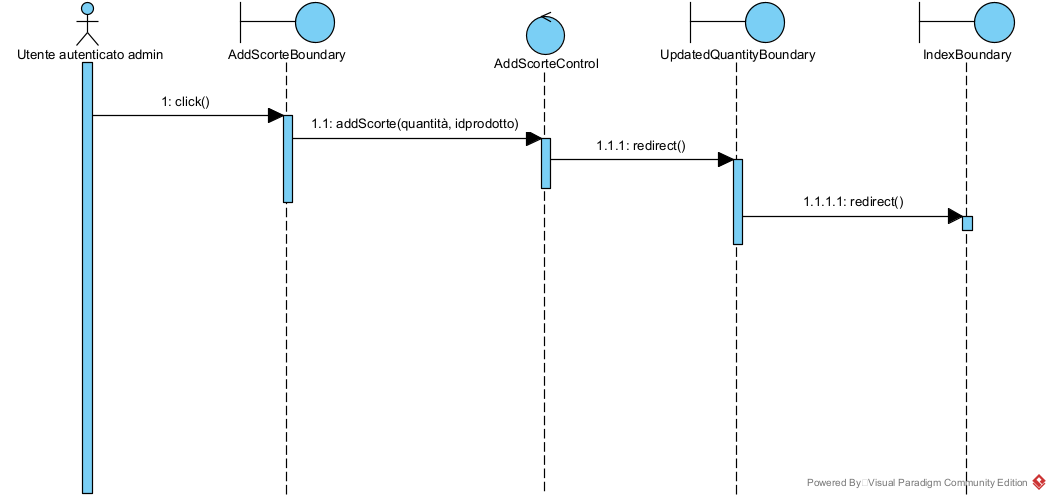 Utente autenticato admin
AddScorteBoundary
AddScorteControl
UpdatedQuantityBoundary
IndexBoundary
1: click()
1.1: addScorte(quantità, idprodotto)
1.1.1: redirect()
1.1.1.1: redirect()
Powered By Visual Paradigm Community Edition